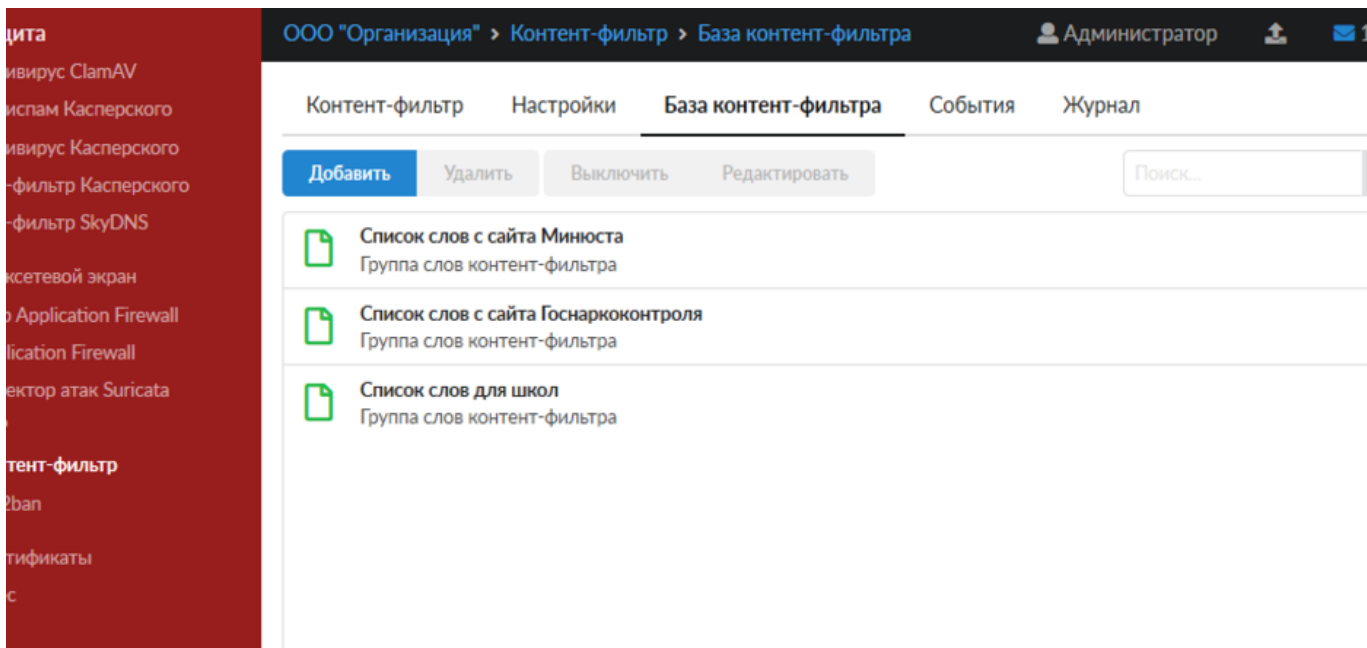 ООО "Организация" > Контент-фильтр > База контент-фильтра Администратор 1
щита
ивирус ClamAV
испам Касперского
ивирус Касперского
-фильтр Касперского
-фильтр SkyDNS
ксетевой экран
Application Firewall
lication Firewall
ектор атак Suricata
тент-фильтр
2ban
тификаты
с
Контент-фильтр Настройки База контент-фильтра События Журнал
Добавить Удалить Выключить Редактировать Поиск...
Список слов с сайта Минюста
Группа слов контент-фильтра
Список слов с сайта Госнаркоконтроля
Группа слов контент-фильтра
Список слов для школ
Группа слов контент-фильтра